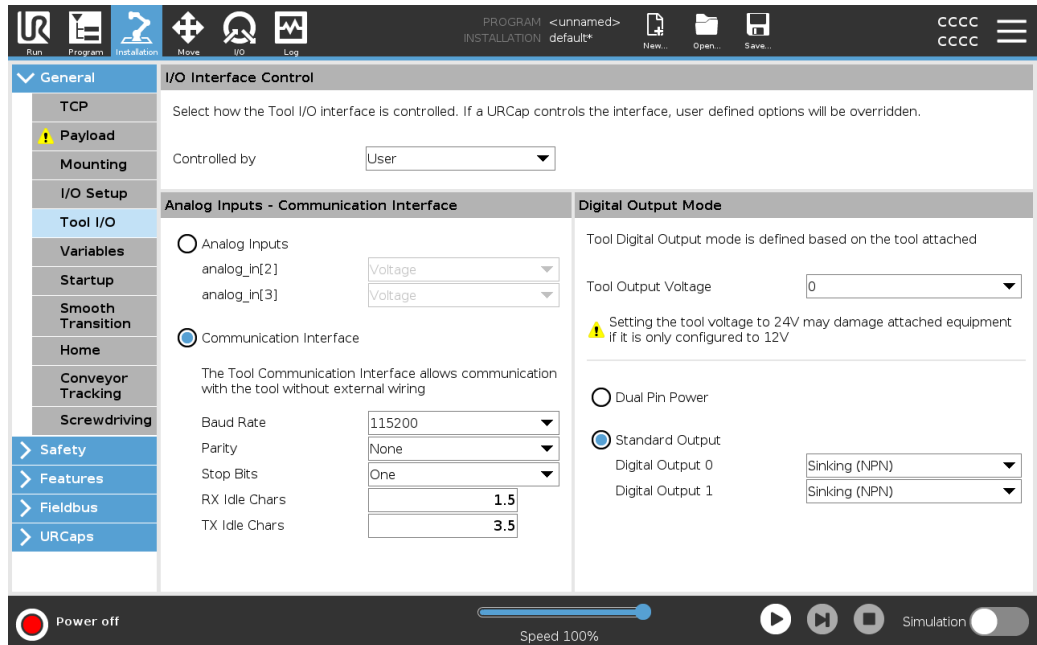 PROGRAM <unnamed>
INSTALLATION default*
CCCC
CCCC
UR
Run
Program
Installation
Move
I/O
Log
New...
Open...
Save...
General
TCP
Payload
Mounting
I/O Setup
Tool I/O
Variables
Startup
Smooth
Transition
Home
Conveyor
Tracking
Screwdriving
Safety
Features
Fieldbus
URCaps
I/O Interface Control
Select how the Tool I/O interface is controlled. If a URCap controls the interface, user defined options will be overridden.
Controlled by User
Analog Inputs - Communication Interface
Analog Inputs
analog_in[2] Voltage
analog_in[3] Voltage
Communication Interface
The Tool Communication Interface allows communication
with the tool without external wiring
Baud Rate 115200
Parity None
Stop Bits One
RX Idle Chars 1.5
TX Idle Chars 3.5
Digital Output Mode
Tool Digital Output mode is defined based on the tool attached
Tool Output Voltage 0
Setting the tool voltage to 24V may damage attached equipment
if it is only configured to 12V
Dual Pin Power
Standard Output
Digital Output 0 Sinking (NPN)
Digital Output 1 Sinking (NPN)
Power off
Speed 100%
Simulation